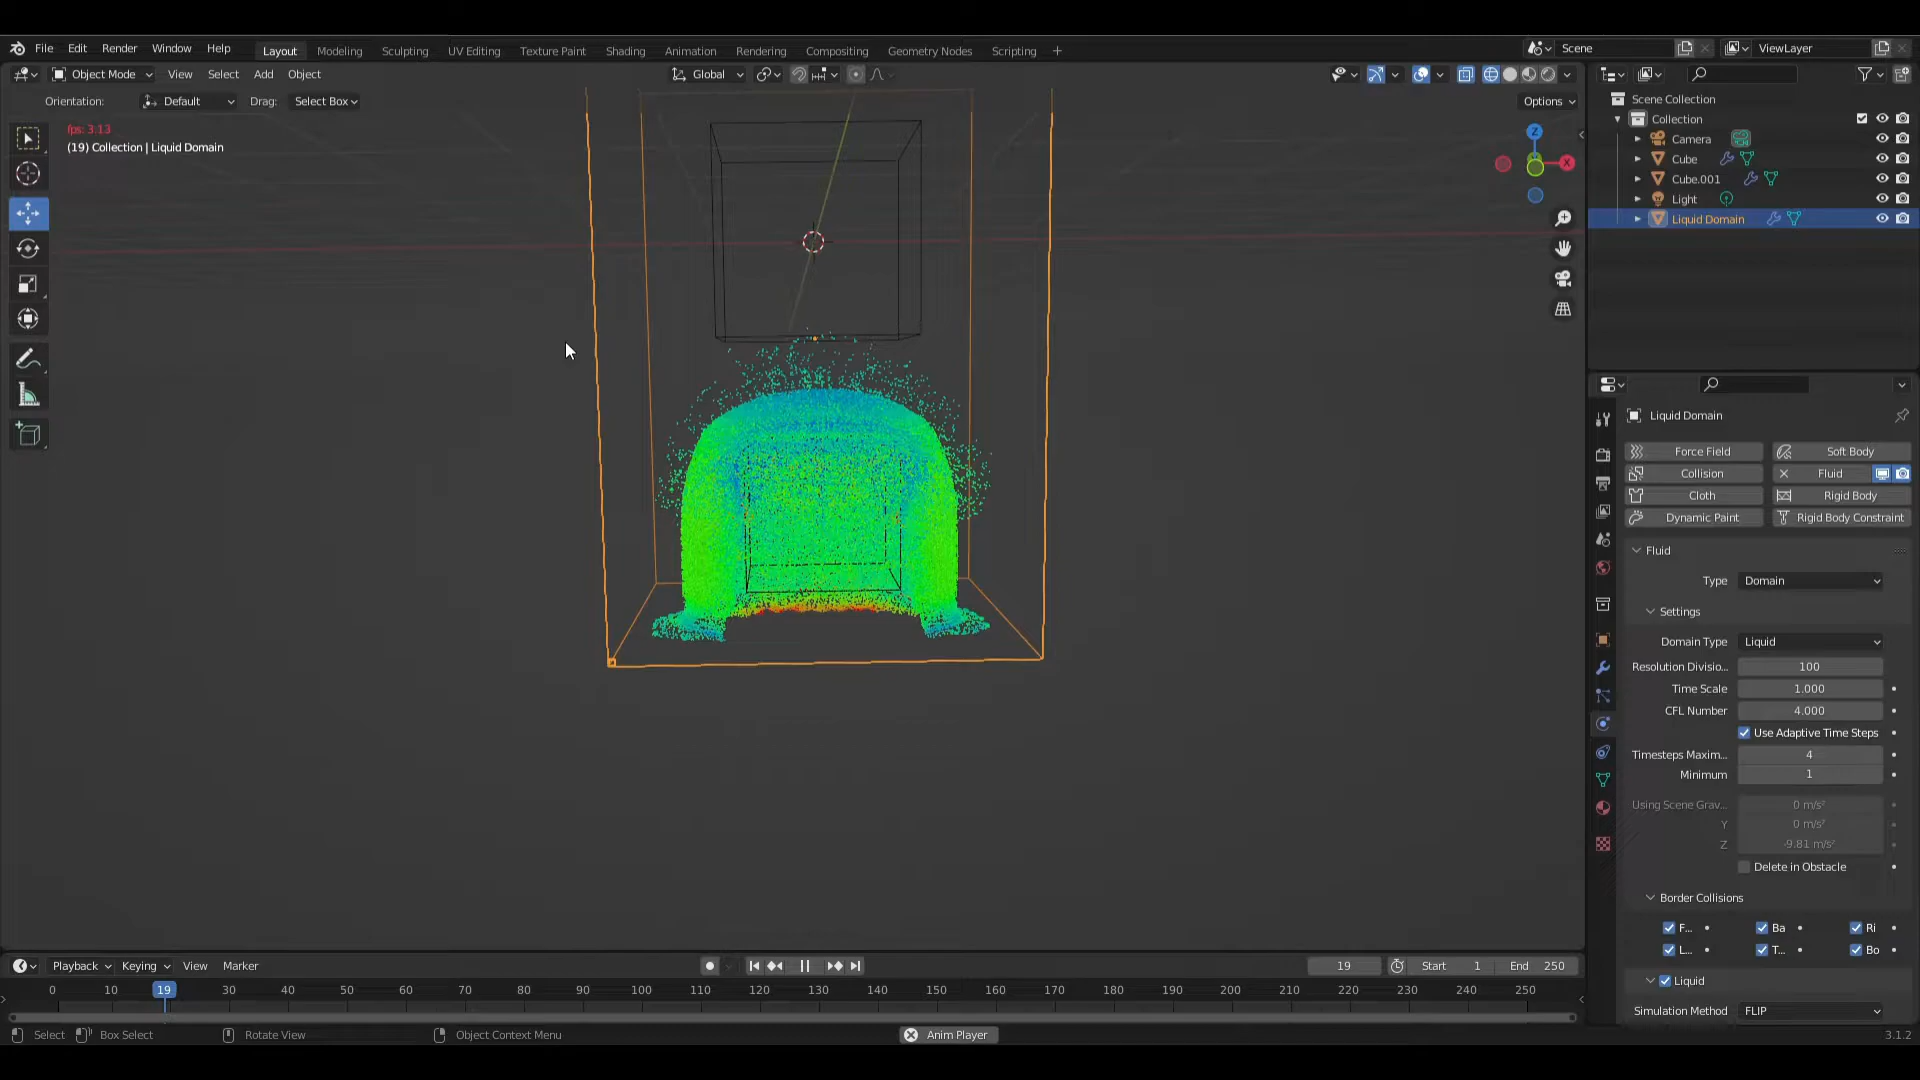 File Edit Render Window Help Layout Modeling Sculpting UV Editing Texture Paint Shading Animation Rendering Compositing Geometry Nodes Scripting + Scene ViewLayer
Object Mode View Select Add Object Global
Orientation: Default Drag: Select Box Options
fps: 3.13
(19) Collection | Liquid Domain
Z
X
Scene Collection
Collection
Camera
Cube
Cube.001
Light
Liquid Domain
Liquid Domain
Force Field Soft Body
Collision Fluid
Cloth Rigid Body
Dynamic Paint Rigid Body Constraint
Fluid
Type Domain
Settings
Domain Type Liquid
Resolution Divisio... 100
Time Scale 1.000
CFL Number 4.000
Use Adaptive Time Steps
Timesteps Maxim... 4
Minimum 1
Using Scene Grav... 0 m/s²
Y 0 m/s²
Z -9.81 m/s²
Delete in Obstacle
Border Collisions
F... Ba Ri
L... T... Bo
Liquid
Simulation Method FLIP
Playback Keying View Marker 19 Start 1 End 250
0 10 19 30 40 50 60 70 80 90 100 110 120 130 140 150 160 170 180 190 200 210 220 230 240 250
Select Box Select Rotate View Object Context Menu Anim Player 3.1.2